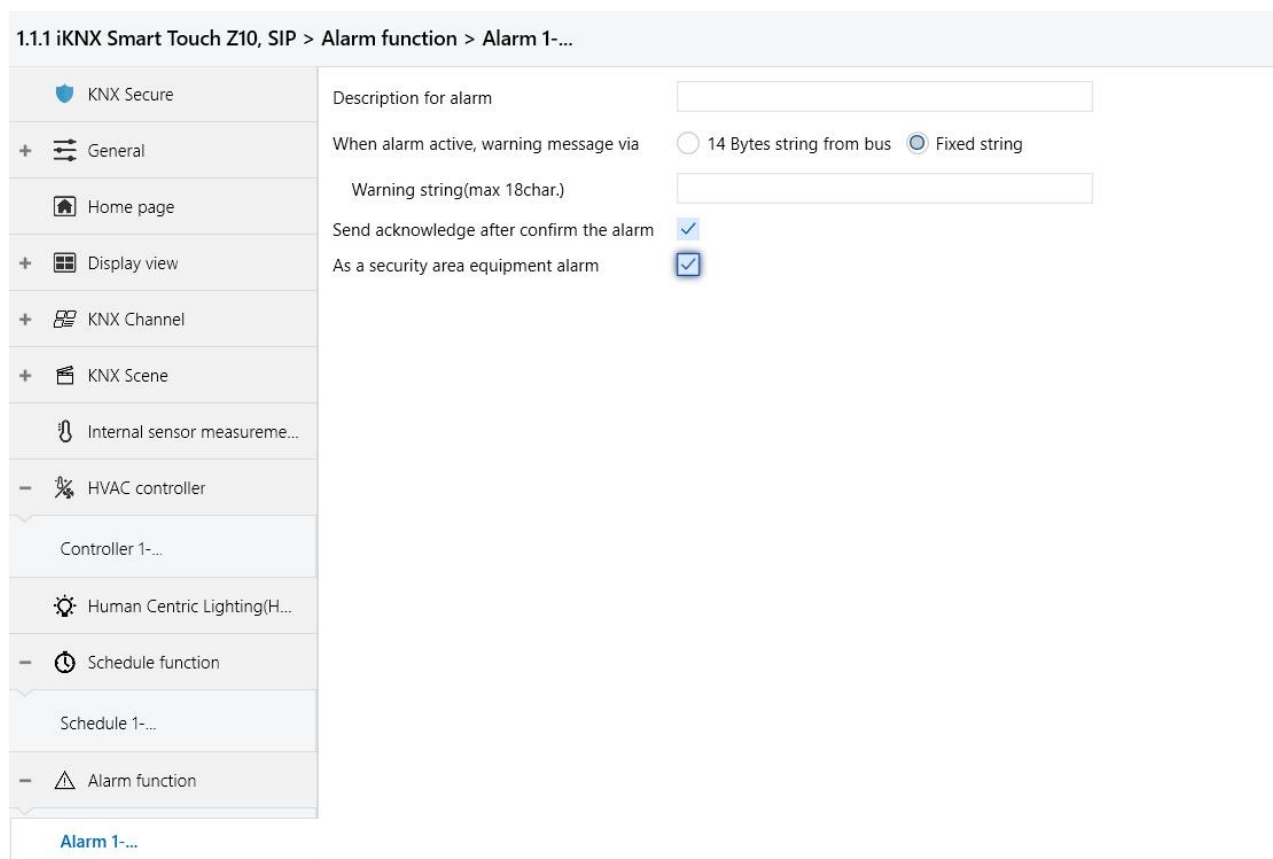 1.1.1 iKNX Smart Touch Z10, SIP > Alarm function > Alarm 1-...
KNX Secure
General
Home page
Display view
KNX Channel
KNX Scene
Internal sensor measureme...
HVAC controller
Controller 1-...
Human Centric Lighting(H...
Schedule function
Schedule 1-...
Alarm function
Alarm 1-...
Description for alarm
When alarm active, warning message via 14 Bytes string from bus Fixed string
Warning string(max 18char.)
Send acknowledge after confirm the alarm
As a security area equipment alarm